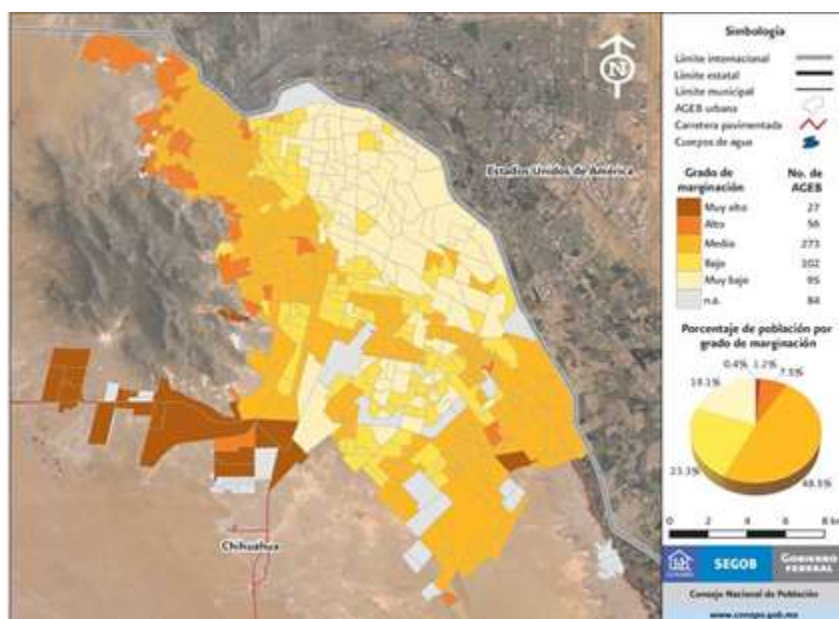 Simbología
Límite internacional
Límite estatal
Límite municipal
AGEB urbana
Carretera pavimentada
Cuerpos de agua
Grado de marginación No. de AGEB
Muy alto 27
Alto 56
Medio 273
Bajo 102
Muy bajo 95
n.a. 84
Porcentaje de población por
grado de marginación
0.4% 1.2%
7.5%
19.1%
23.3%
48.5%
0 2 4 6 8 km
SEGOB
GOBIERNO
FEDERAL
Consejo Nacional de Población
www.conapo.gob.mx
N
Estados Unidos de América
Chihuahua